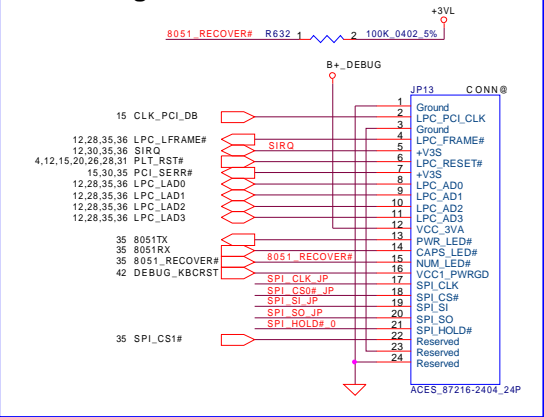 +3VL
8051_RECOVER# R632 1 2 100K_0402_5%
B+_DEBUG
JP13 CONN@
1 Ground
15 CLK_PCI_DB 2 LPC_PCI_CLK
3 Ground
12,28,35,36 LPC_LFRAME# 4 LPC_FRAME#
12,30,35,36 SIRQ SIRQ 5 +V3S
4,12,15,20,26,28,31 PLT_RST# 6 LPC_RESET#
15,30,35 PCI_SERR# 7 +V3S
12,28,35,36 LPC_LAD0 8 LPC_AD0
12,28,35,36 LPC_LAD1 9 LPC_AD1
12,28,35,36 LPC_LAD2 10 LPC_AD2
12,28,35,36 LPC_LAD3 11 LPC_AD3
12 VCC_3VA
35 8051TX 13 PWR_LED#
35 8051RX 14 CAPS_LED#
35 8051_RECOVER# 8051_RECOVER# 15 NUM_LED#
42 DEBUG_KBCRST 16 VCC1_PWRGD
SPI_CLK_JP 17 SPI_CLK
SPI_CS0#_JP 18 SPI_CS#
SPI_SI_JP 19 SPI_SI
SPI_SO_JP 20 SPI_SO
SPI_HOLD#_0 21 SPI_HOLD#
35 SPI_CS1# 22 Reserved
23 Reserved
24 Reserved
ACES_87216-2404_24P